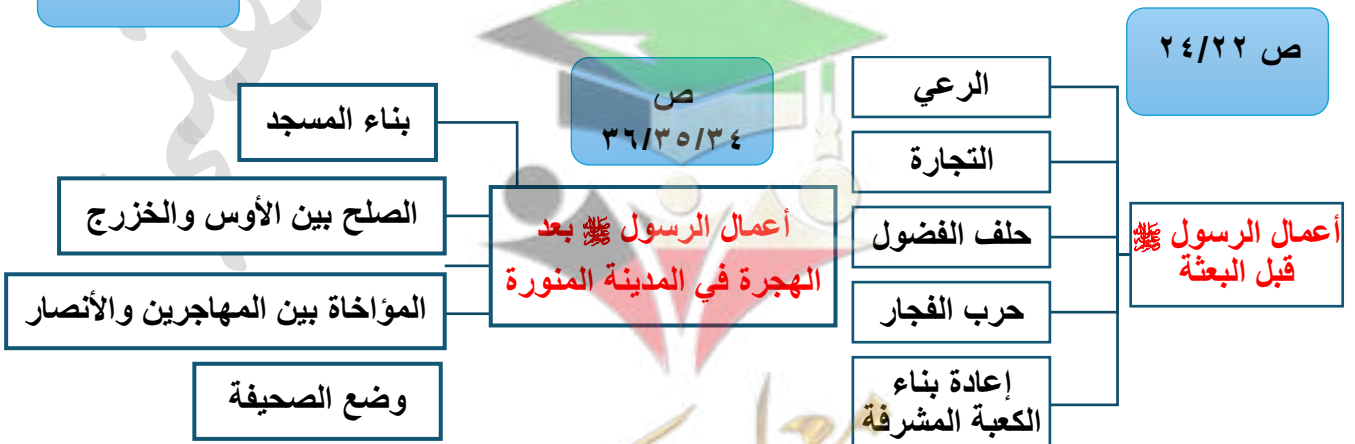 ص ٢٤/٢٢
أعمال الرسول ﷺ
قبل البعثة
الرعي
التجارة
حلف الفضول
حرب الفجار
إعادة بناء
الكعبة المشرفة
ص
٣٦/٣٥/٣٤
أعمال الرسول ﷺ بعد
الهجرة في المدينة المنورة
بناء المسجد
الصلح بين الأوس والخزرج
المؤاخاة بين المهاجرين والأنصار
وضع الصحيفة